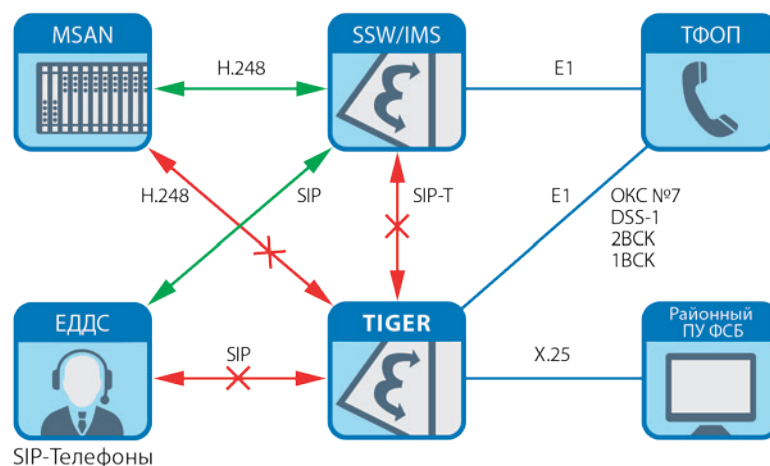 MSAN
SSW/IMS
ТФОП
H.248
E1
H.248
SIP
SIP-T
E1
ОКС №7
DSS-1
2ВСК
1ВСК
ЕДДС
TIGER
Районный
ПУ ФСБ
SIP
X.25
SIP-Телефоны